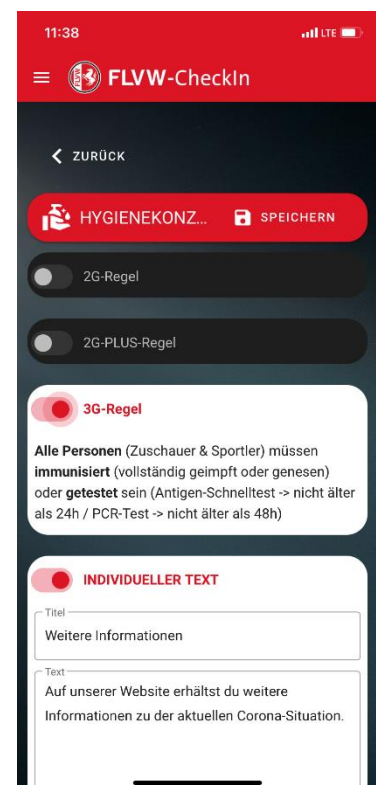 11:38 LTE
FLVW FLVW-CheckIn
ZURÜCK
HYGIENEKONZ... SPEICHERN
2G-Regel
2G-PLUS-Regel
3G-Regel
Alle Personen (Zuschauer & Sportler) müssen
immunisiert (vollständig geimpft oder genesen)
oder getestet sein (Antigen-Schnelltest -> nicht älter
als 24h / PCR-Test -> nicht älter als 48h)
INDIVIDUELLER TEXT
Titel
Weitere Informationen
Text
Auf unserer Website erhältst du weitere
Informationen zu der aktuellen Corona-Situation.